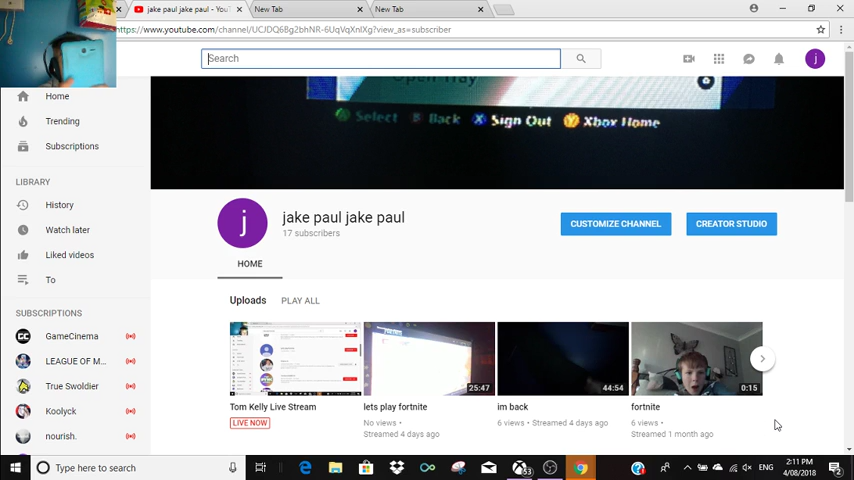 jake paul jake paul - YouT
New Tab
New Tab
https://www.youtube.com/channel/UCJDQ6Bg2bhNR-6UqVqXnlXg?view_as=subscriber
Search
j
Open Tray
A Select B Back X Sign Out Y Xbox Home
Home
Trending
Subscriptions
LIBRARY
History
Watch later
Liked videos
To
SUBSCRIPTIONS
GameCinema
LEAGUE OF M...
True Swoldier
Koolyck
nourish.
j
jake paul jake paul
17 subscribers
CUSTOMIZE CHANNEL
CREATOR STUDIO
HOME
Uploads PLAY ALL
25:47
44:54
0:15
Tom Kelly Live Stream
LIVE NOW
lets play fortnite
No views •
Streamed 4 days ago
im back
6 views • Streamed 4 days ago
fortnite
6 views •
Streamed 1 month ago
Type here to search
53
ENG
2:11 PM
4/08/2018
2